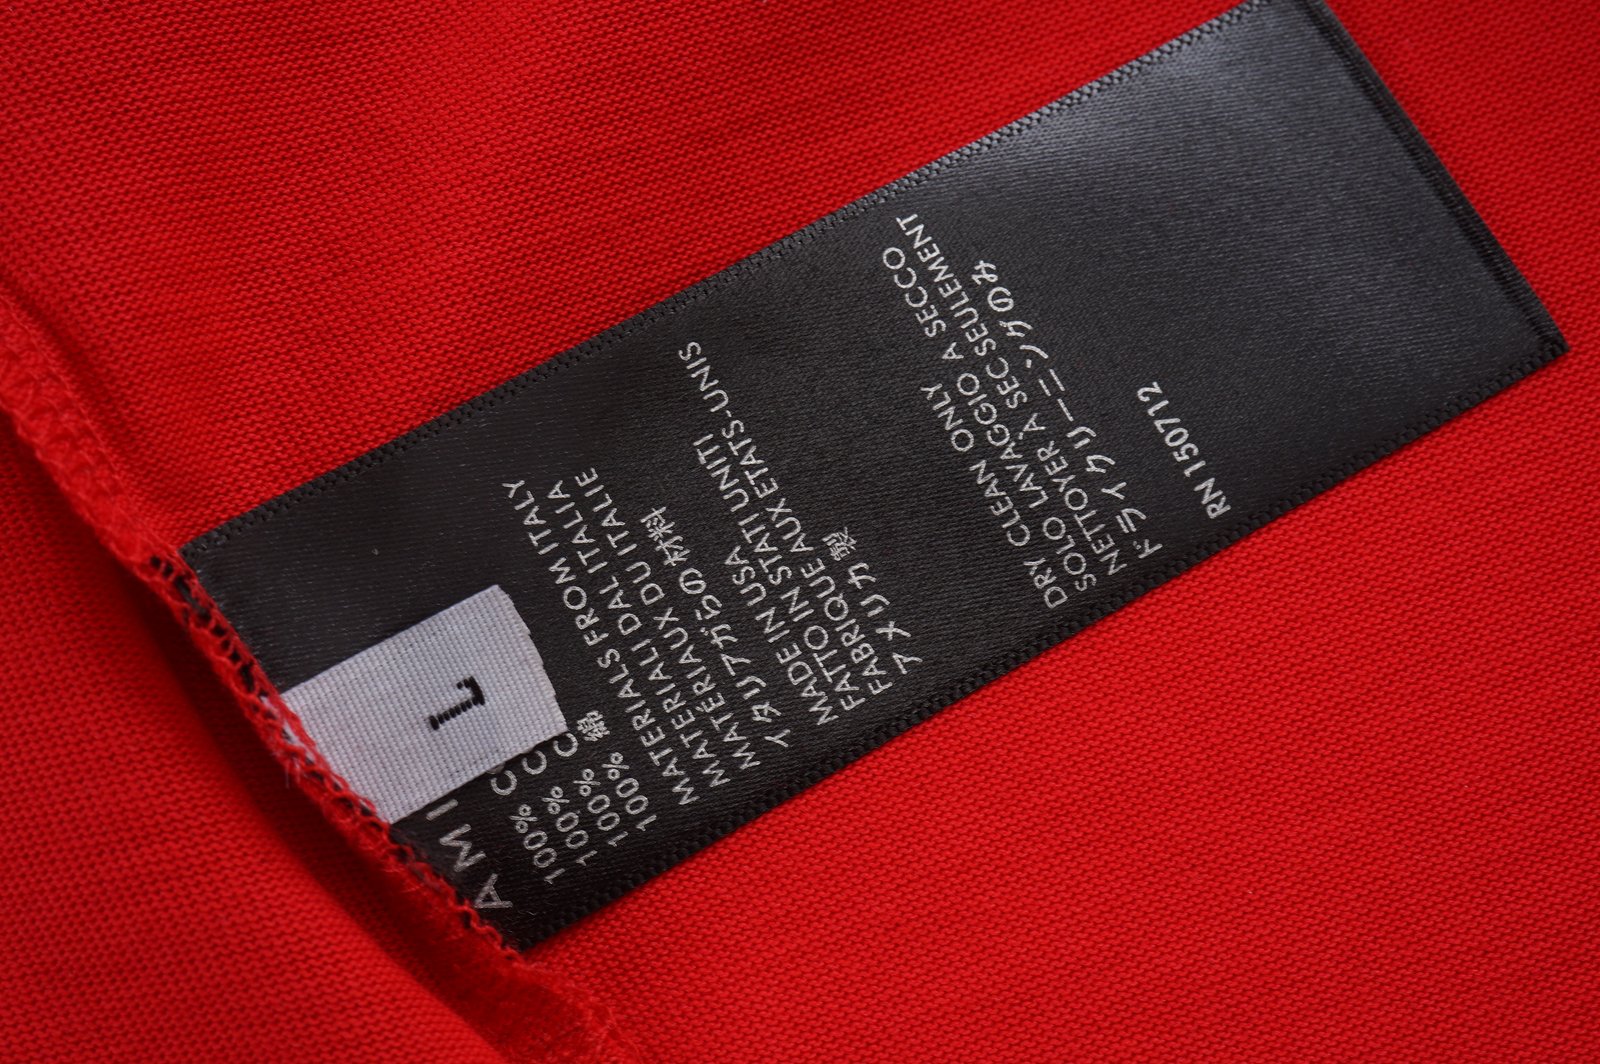 AMI
L
100%
100%
100%
100% 綿
MATERIALS FROM ITALY
MATERIALI DAL ITALIA
MATÉRIAUX DU ITALIE
イタリアからの材料
MADE IN USA
FATTO IN STATI UNITI
FABRIQUE AUX ETATS-UNIS
アメリカ製
DRY CLEAN ONLY
SOLO LAVAGGIO A SECCO
NETTOYER À SEC SEULEMENT
ドライクリーニングのみ
RN 150712